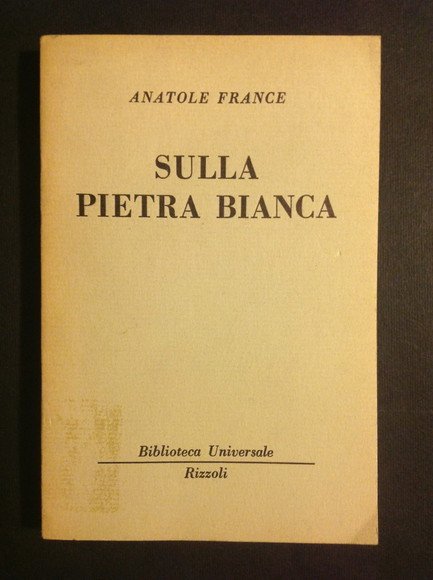 ANATOLE FRANCE
SULLA
PIETRA BIANCA
Biblioteca Universale
Rizzoli